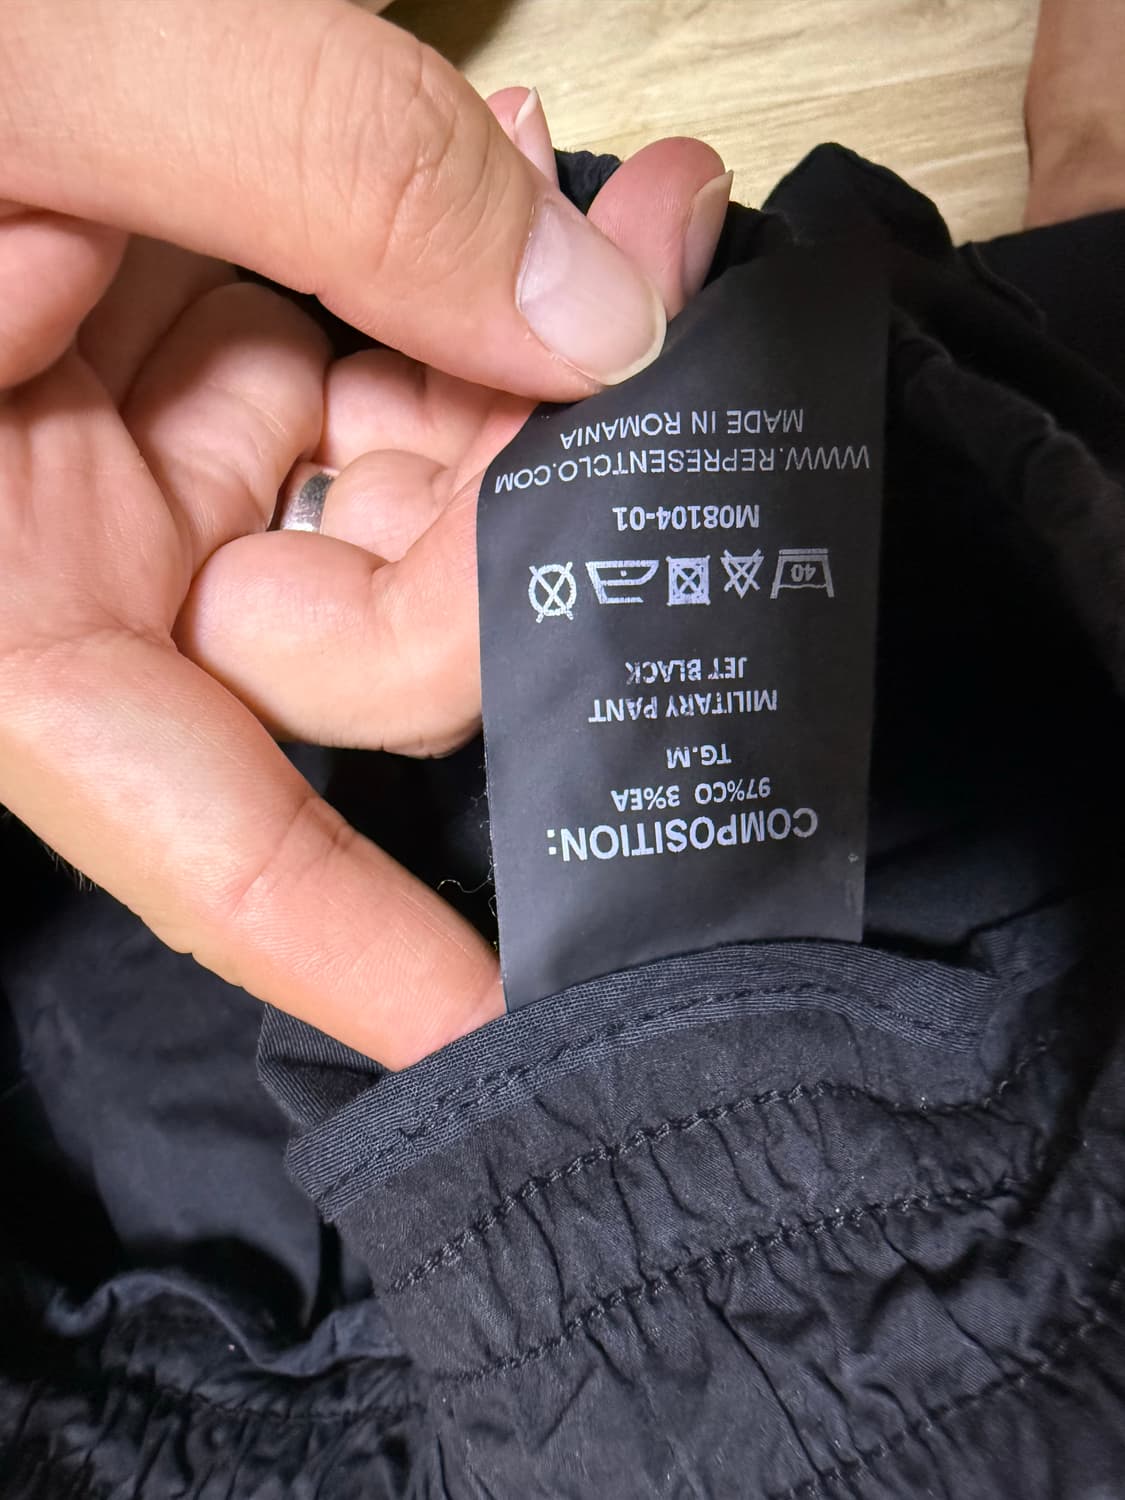 COMPOSITION:
97%CO 3%EA
TG.M
MILITARY PANT
JET BLACK
40
M08104-01
WWW.REPRESENTCLO.COM
MADE IN ROMANIA